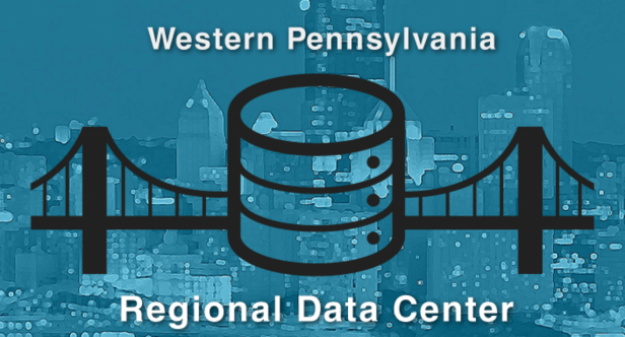 Western Pennsylvania
Regional Data Center